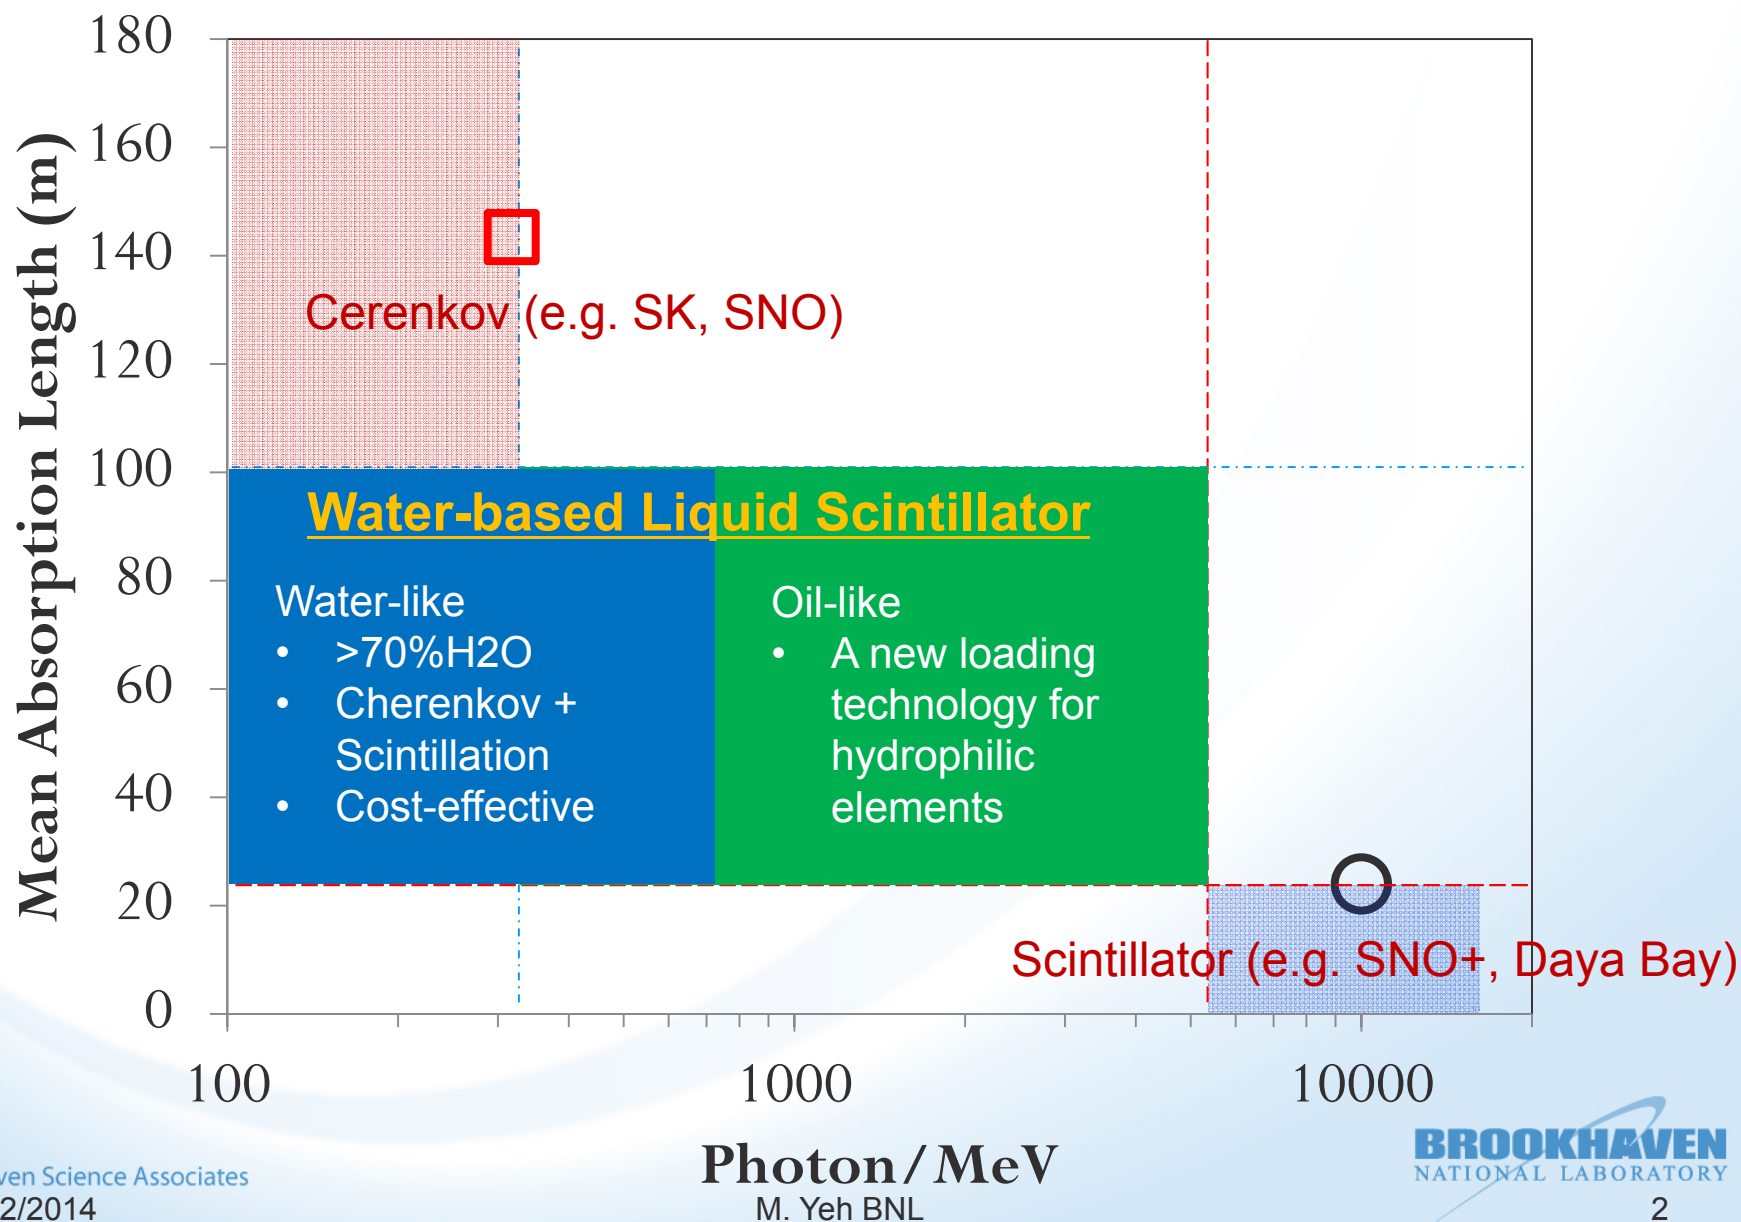 180
160
140
120
100
80
60
40
20
0
Mean Absorption Length (m)
Cerenkov (e.g. SK, SNO)
Water-based Liquid Scintillator
Water-like
• >70%H2O
• Cherenkov +
Scintillation
• Cost-effective
Oil-like
• A new loading
technology for
hydrophilic
elements
Scintillator (e.g. SNO+, Daya Bay)
100 1000 10000
Photon/MeV
BROOKHAVEN
NATIONAL LABORATORY
ven Science Associates
2/2014
M. Yeh BNL
2